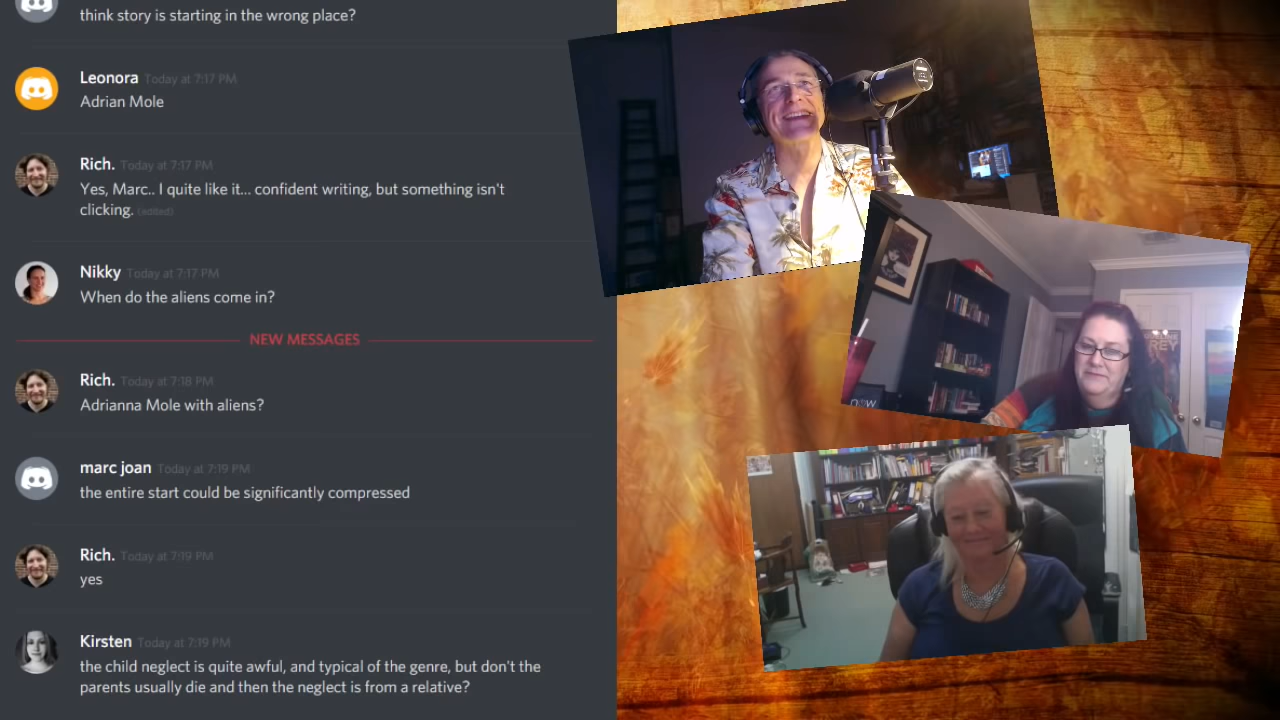 think story is starting in the wrong place?
Leonora Today at 7:17 PM
Adrian Mole
Rich. Today at 7:17 PM
Yes, Marc.. I quite like it... confident writing, but something isn't
clicking. (edited)
Nikky Today at 7:17 PM
When do the aliens come in?
NEW MESSAGES
Rich. Today at 7:18 PM
Adrianna Mole with aliens?
marc joan Today at 7:19 PM
the entire start could be significantly compressed
Rich. Today at 7:19 PM
yes
Kirsten Today at 7:19 PM
the child neglect is quite awful, and typical of the genre, but don't the
parents usually die and then the neglect is from a relative?